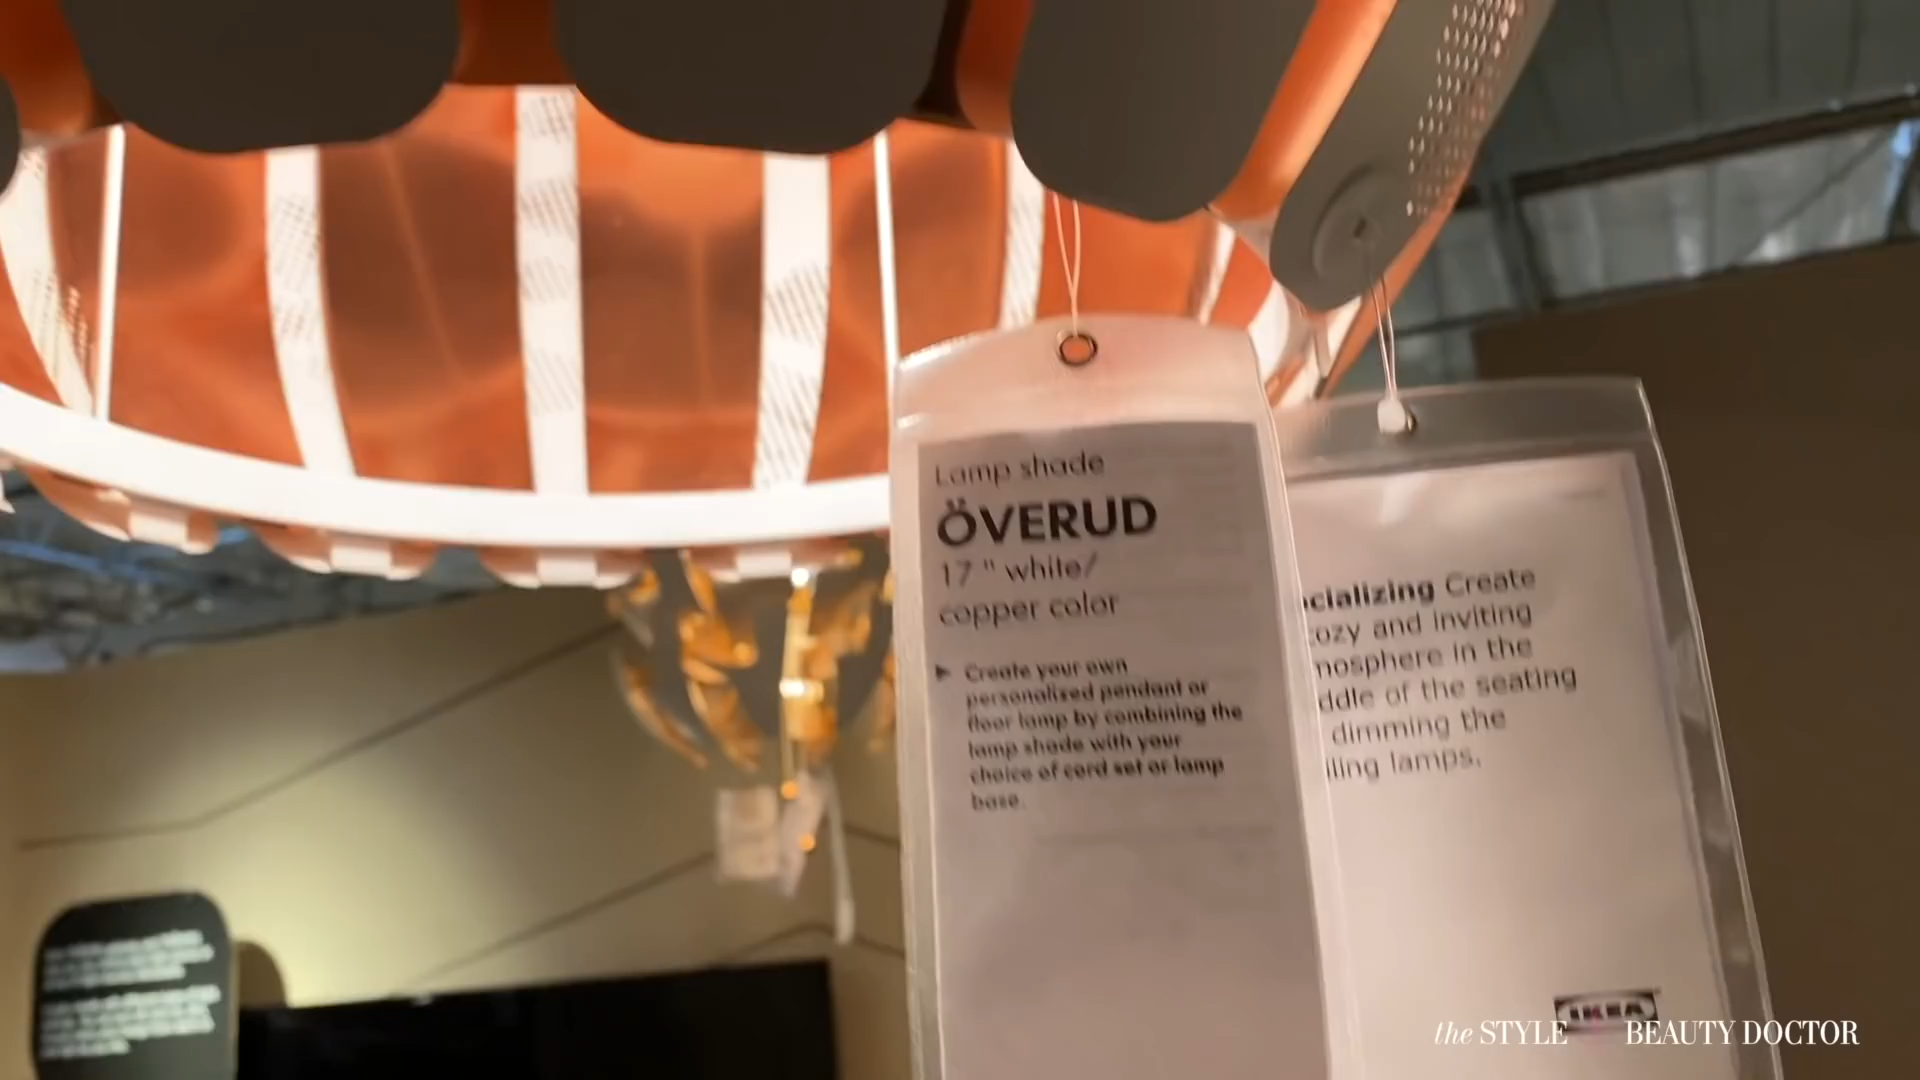 Lamp shade
ÖVERUD
17" white/
copper color
Create your own
personalized pendant or
floor lamp by combining the
lamp shade with your
choice of cord set or lamp
base.
cializing Create
ozy and inviting
mosphere in the
ddle of the seating
dimming the
iling lamps.
IKEA
the STYLE BEAUTY DOCTOR